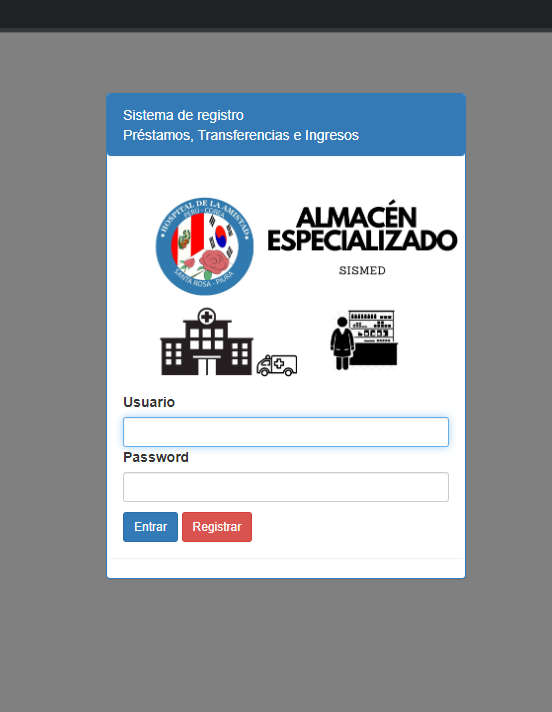 Sistema de registro
Préstamos, Transferencias e Ingresos
HOSPITAL DE LA AMISTAD
PERÚ - COREA
SANTA ROSA - PIURA
ALMACÉN
ESPECIALIZADO
SISMED
Usuario
Password
Entrar Registrar